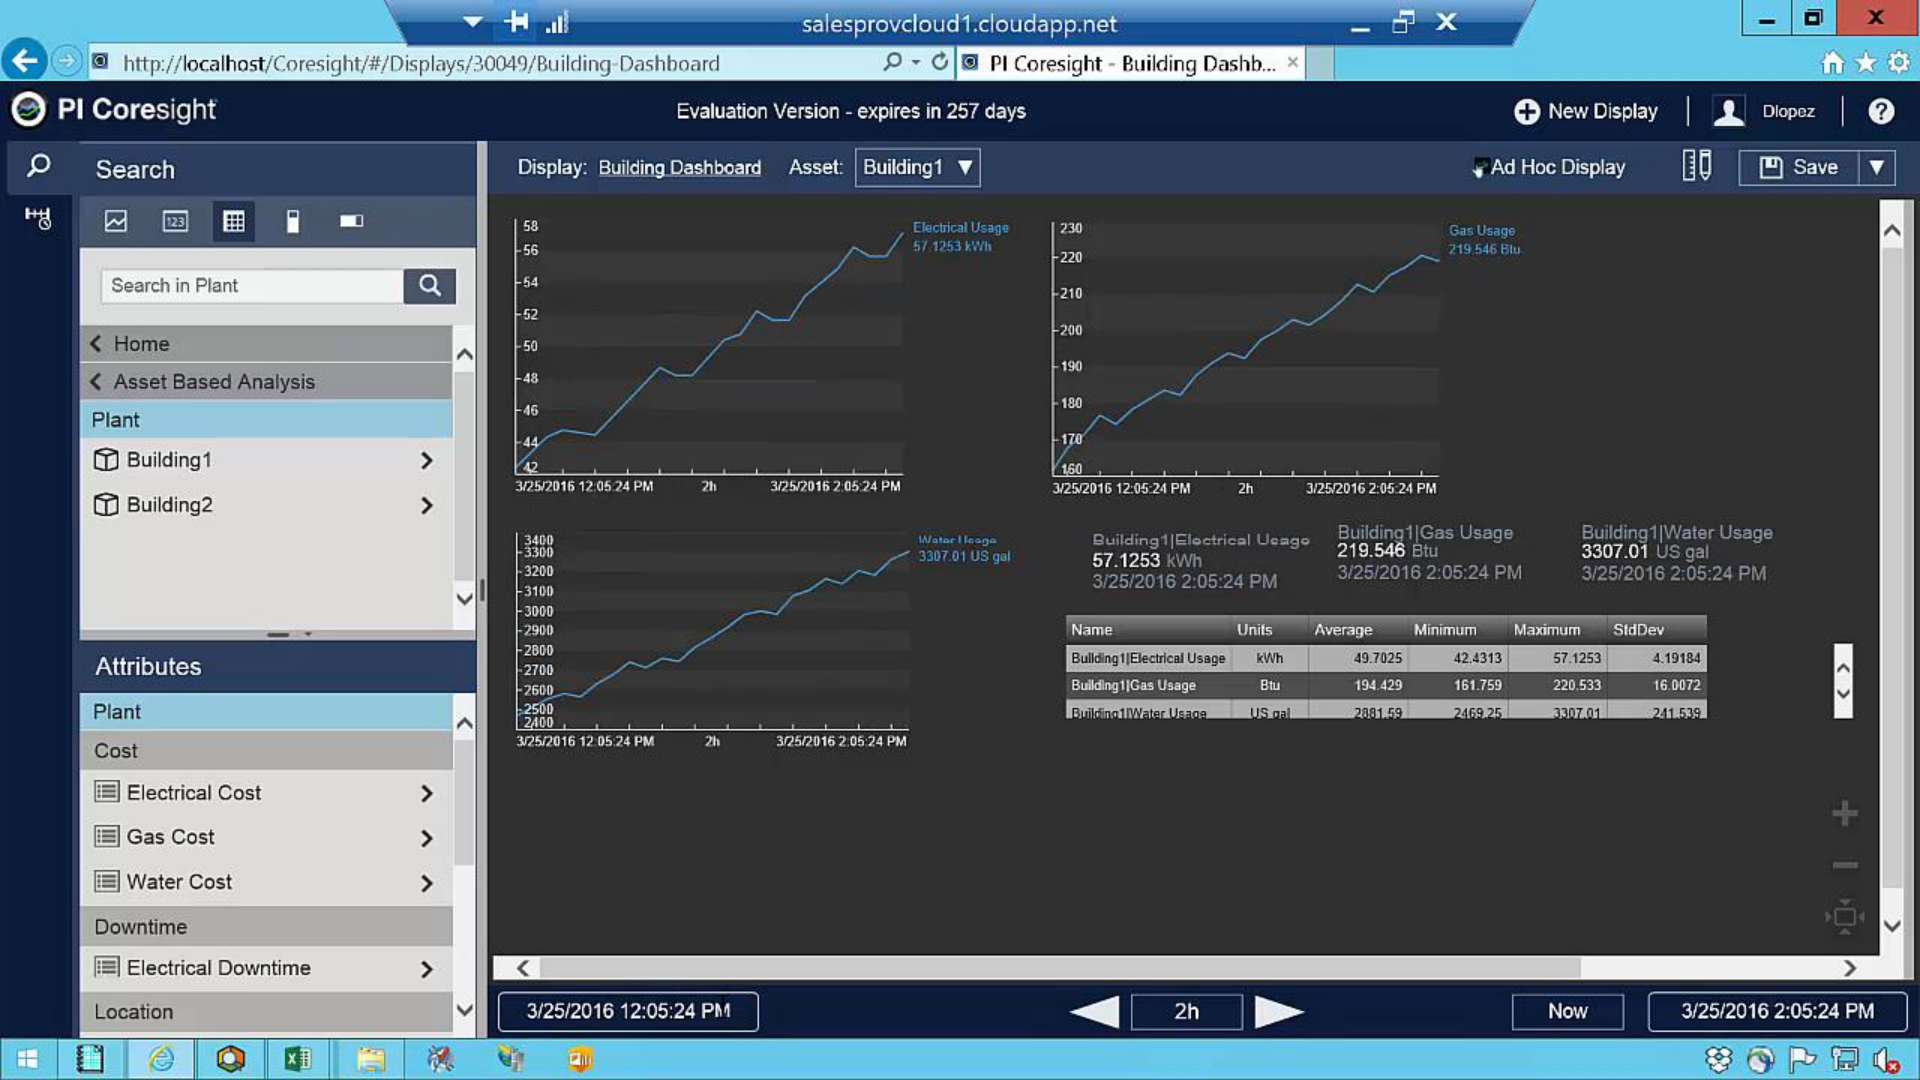 salesprovcloud1.cloudapp.net
http://localhost/Coresight/#/Displays/30049/Building-Dashboard
PI Coresight - Building Dashb...
PI Coresight
Evaluation Version - expires in 257 days
New Display
Dlopez
?
Search
Display: Building Dashboard Asset: Building1
Ad Hoc Display
Save
123
Search in Plant
Home
Asset Based Analysis
Plant
Building1
Building2
Attributes
Plant
Cost
Electrical Cost
Gas Cost
Water Cost
Downtime
Electrical Downtime
Location
58
56
54
52
50
48
46
44
42
Electrical Usage
57.1253 kWh
3/25/2016 12:05:24 PM 2h 3/25/2016 2:05:24 PM
230
220
210
200
190
180
170
160
Gas Usage
219.546 Btu
3/25/2016 12:05:24 PM 2h 3/25/2016 2:05:24 PM
3400
3300
3200
3100
3000
2900
2800
2700
2600
2500
2400
Water Usage
3307.01 US gal
3/25/2016 12:05:24 PM 2h 3/25/2016 2:05:24 PM
Building1|Electrical Usage
57.1253 kWh
3/25/2016 2:05:24 PM
Building1|Gas Usage
219.546 Btu
3/25/2016 2:05:24 PM
Building1|Water Usage
3307.01 US gal
3/25/2016 2:05:24 PM
Name Units Average Minimum Maximum StdDev
Building1|Electrical Usage kWh 49.7025 42.4313 57.1253 4.19184
Building1|Gas Usage Btu 194.429 161.759 220.533 16.0072
Building1|Water Usage US gal 2881.59 2469.25 3307.01 241.539
3/25/2016 12:05:24 PM
2h
Now
3/25/2016 2:05:24 PM